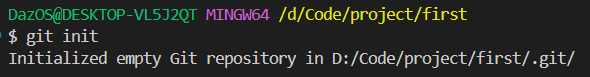 DazOS@DESKTOP-VL5J2QT MINGW64 /d/Code/project/first
$ git init
Initialized empty Git repository in D:/Code/project/first/.git/